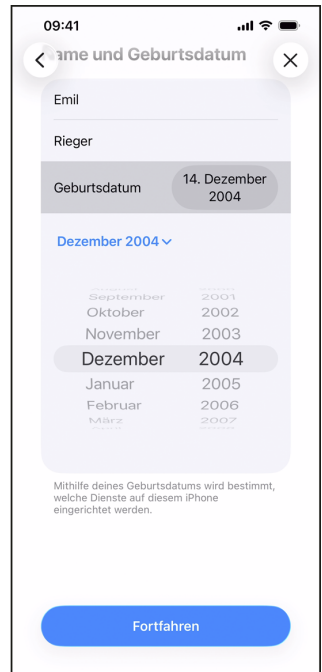 09:41
ame und Geburtsdatum
Emil
Rieger
Geburtsdatum
14. Dezember
2004
Dezember 2004
September 2001
Oktober 2002
November 2003
Dezember 2004
Januar 2005
Februar 2006
März 2007
Mithilfe deines Geburtsdatums wird bestimmt,
welche Dienste auf diesem iPhone
eingerichtet werden.
Fortfahren